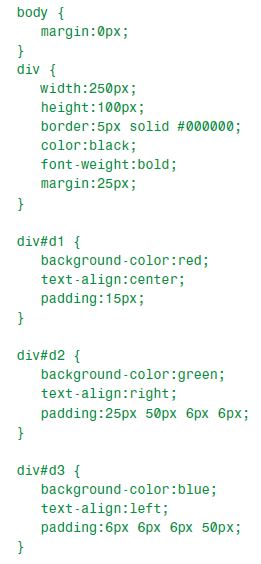 body {
   margin:0px;
}
div {
   width:250px;
   height:100px;
   border:5px solid #000000;
   color:black;
   font-weight:bold;
   margin:25px;
}

div#d1 {
   background-color:red;
   text-align:center;
   padding:15px;
}

div#d2 {
   background-color:green;
   text-align:right;
   padding:25px 50px 6px 6px;
}

div#d3 {
   background-color:blue;
   text-align:left;
   padding:6px 6px 6px 50px;
}